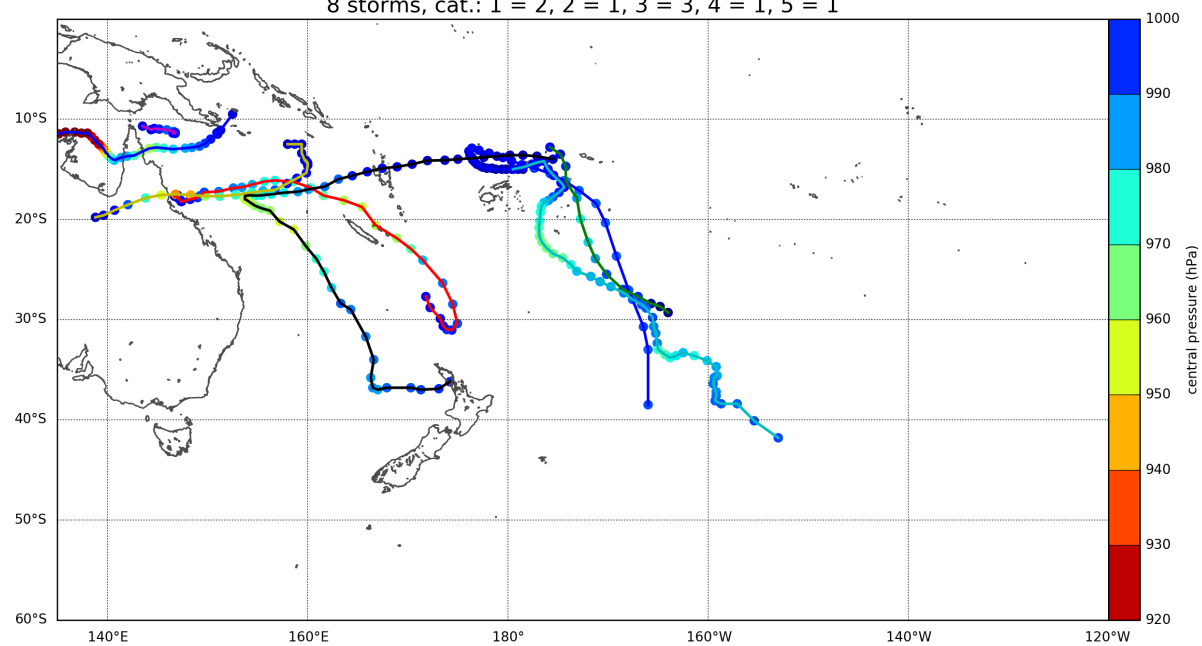 8 storms, cat.: 1 = 2, 2 = 1, 3 = 3, 4 = 1, 5 = 1
10°S
20°S
30°S
40°S
50°S
60°S
140°E
160°E
180°
160°W
140°W
120°W
1000
990
980
970
960
950
940
930
920
central pressure (hPa)